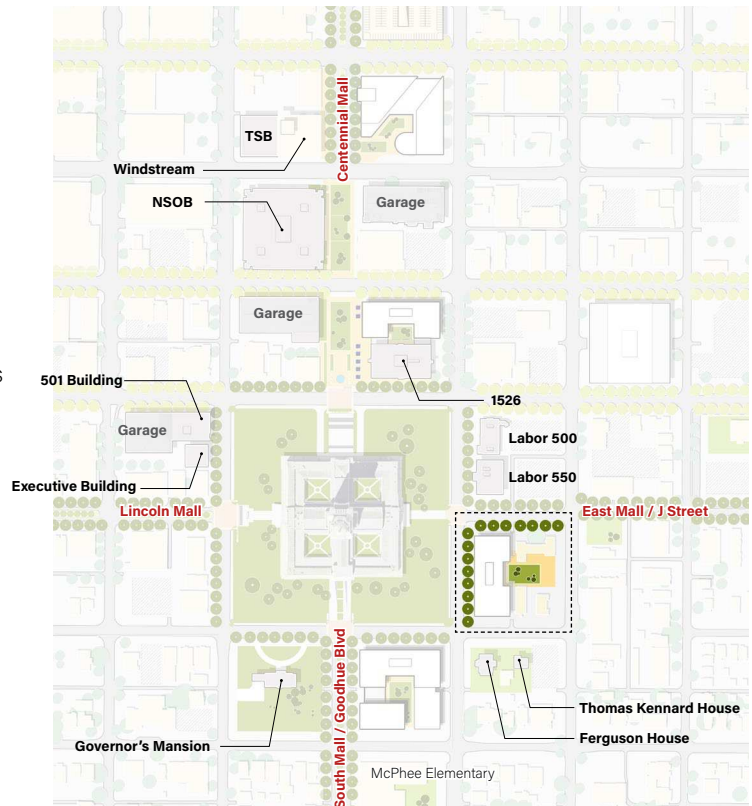 Centennial Mall
TSB
Windstream
NSOB
Garage
Garage
s
501 Building
1526
Garage
Labor 500
Labor 550
Executive Building
Lincoln Mall
East Mall / J Street
South Mall / Goodhue Blvd
Thomas Kennard House
Ferguson House
Governor's Mansion
McPhee Elementary